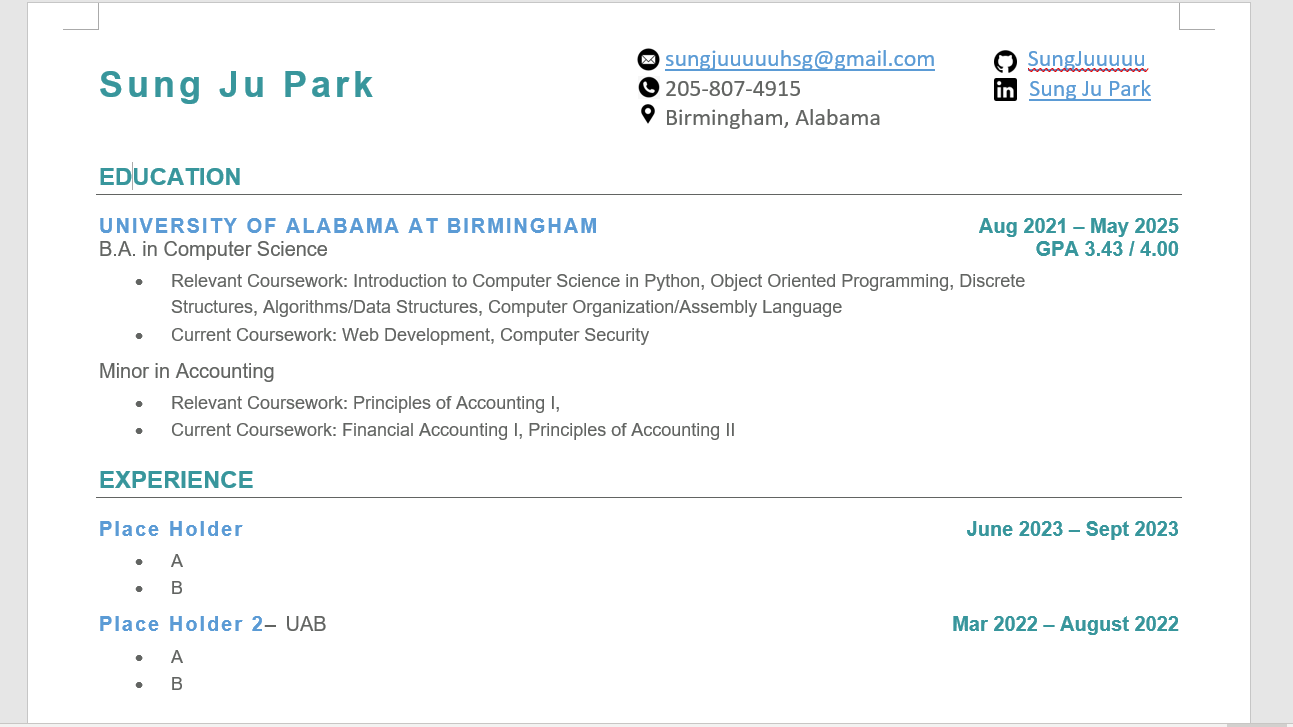 Sung Ju Park
sungjuuuuuhsg@gmail.com
205-807-4915
Birmingham, Alabama
SungJuuuuu
in Sung Ju Park
EDUCATION
UNIVERSITY OF ALABAMA AT BIRMINGHAM Aug 2021 – May 2025
B.A. in Computer Science GPA 3.43 / 4.00
• Relevant Coursework: Introduction to Computer Science in Python, Object Oriented Programming, Discrete
Structures, Algorithms/Data Structures, Computer Organization/Assembly Language
• Current Coursework: Web Development, Computer Security
Minor in Accounting
• Relevant Coursework: Principles of Accounting I,
• Current Coursework: Financial Accounting I, Principles of Accounting II
EXPERIENCE
Place Holder June 2023 – Sept 2023
• A
• B
Place Holder 2– UAB Mar 2022 – August 2022
• A
• B